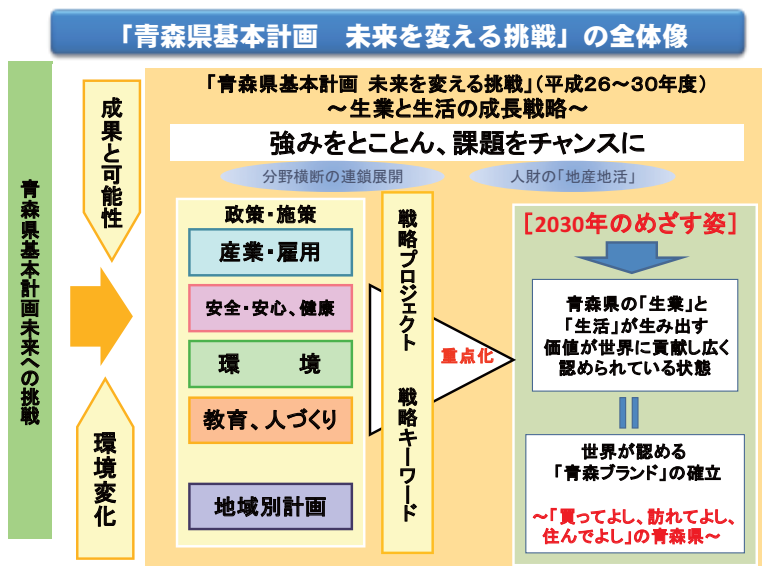 「青森県基本計画　未来を変える挑戦」の全体像
青森県基本計画未来への挑戦
成果と可能性
環境変化
「青森県基本計画 未来を変える挑戦」(平成26～30年度)
～生業と生活の成長戦略～
強みをとことん、課題をチャンスに
分野横断の連鎖展開
人財の「地産地活」
政策・施策
産業・雇用
安全・安心、健康
環　　境
教育、人づくり
地域別計画
戦略プロジェクト　戦略キーワード
重点化
［2030年のめざす姿］
青森県の「生業」と
「生活」が生み出す
価値が世界に貢献し広く
認められている状態
世界が認める
「青森ブランド」の確立
～「買ってよし、訪れてよし、
住んでよし」の青森県～